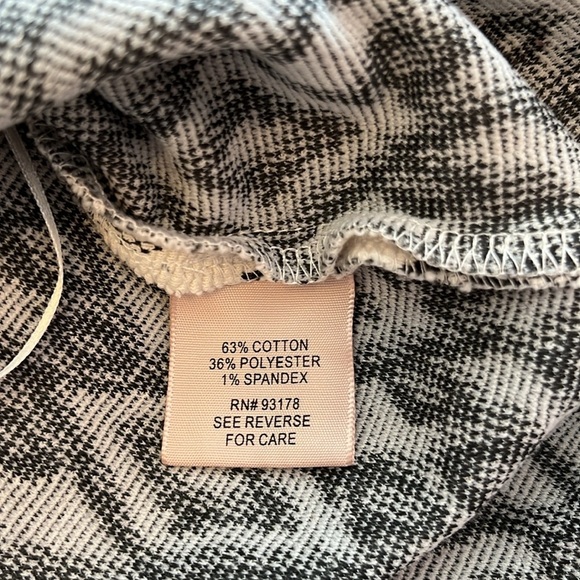 63% COTTON
36% POLYESTER
1% SPANDEX
RN# 93178
SEE REVERSE
FOR CARE